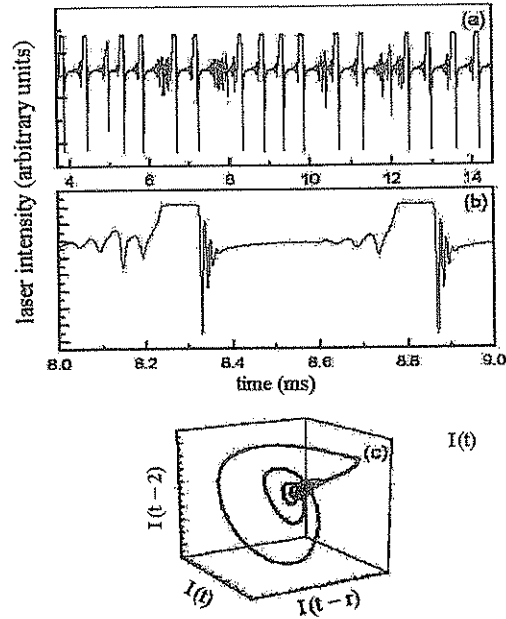 (a)
laser intensity (arbitrary units)
4 6 8 10 12 14
(b)
8.0 8.2 8.4 8.6 8.8 9.0
time (ms)
(c)
I(t)
I(t − 2)
I(t)
I(t − r)